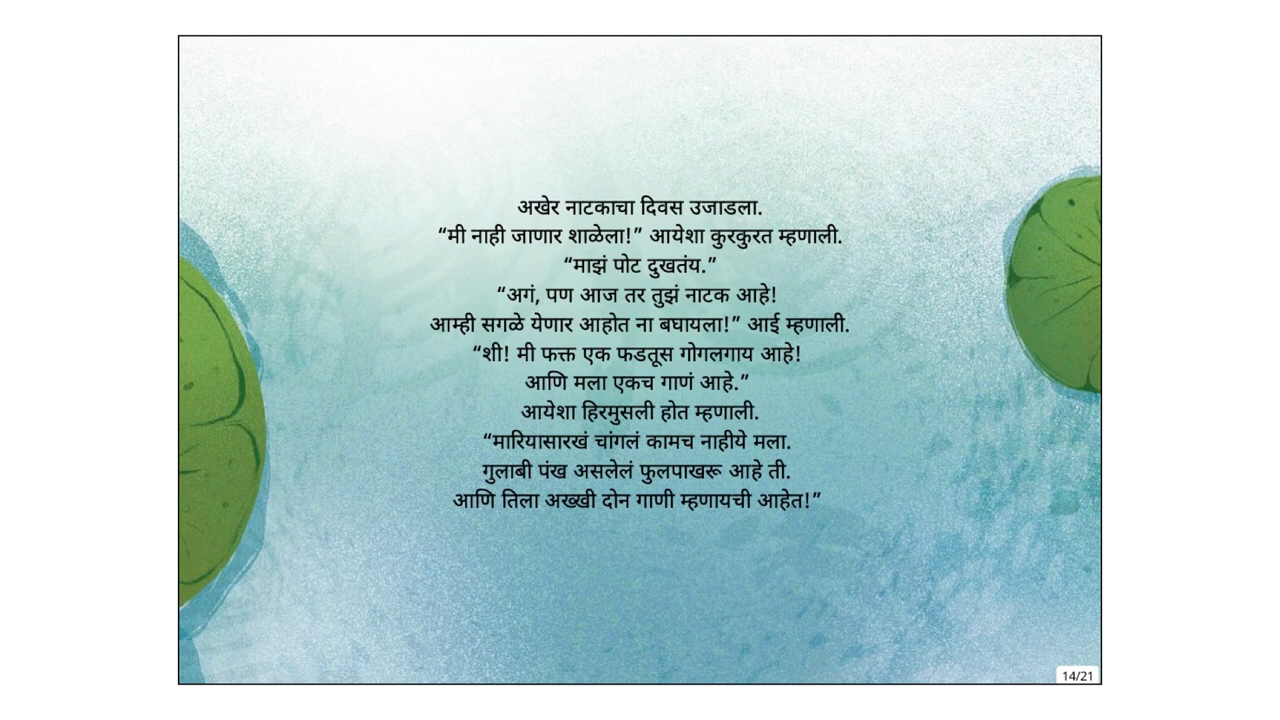 अखेर नाटकाचा दिवस उजाडला.
“मी नाही जाणार शाळेला!” आयेशा कुरकुरत म्हणाली.
“माझं पोट दुखतंय.”
“अगं, पण आज तर तुझं नाटक आहे!
आम्ही सगळे येणार आहोत ना बघायला!” आई म्हणाली.
“शी! मी फक्त एक फडतूस गोगलगाय आहे!
आणि मला एकच गाणं आहे.”
आयेशा हिरमुसली होत म्हणाली.
“मारियासारखं चांगलं कामच नाहीये मला.
गुलाबी पंख असलेलं फुलपाखरू आहे ती.
आणि तिला अख्खी दोन गाणी म्हणायची आहेत!”
14/21